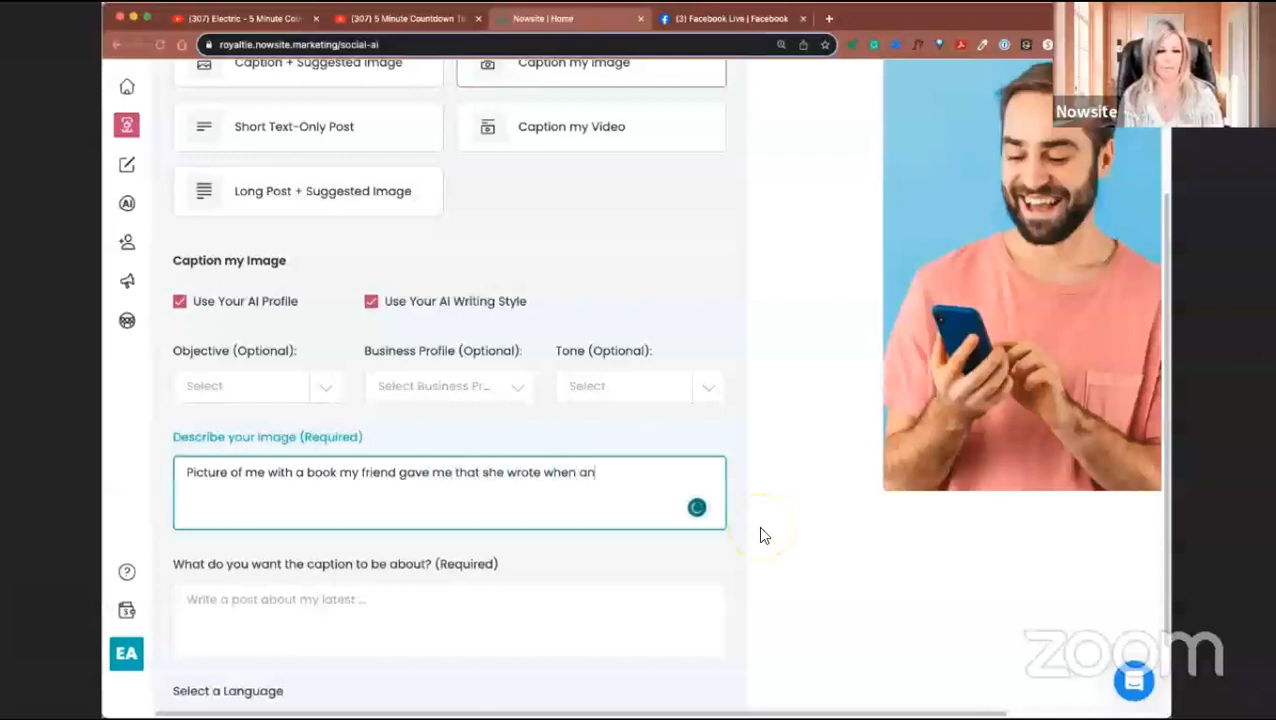 (307) Electric - 5 Minute Cou
(307) 5 Minute Countdown Ti
Nowsite | Home
(3) Facebook Live | Facebook
royaltie.nowsite.marketing/social-ai
Nowsite
Caption + Suggested Image
Caption my Image
Short Text-Only Post
Caption my Video
Long Post + Suggested Image
Caption my Image
Use Your AI Profile
Use Your AI Writing Style
Objective (Optional):
Business Profile (Optional):
Tone (Optional):
Select
Select Business Pr...
Select
Describe your image (Required)
Picture of me with a book my friend gave me that she wrote when an
What do you want the caption to be about? (Required)
Write a post about my latest ...
Select a Language
AI
EA
zoom